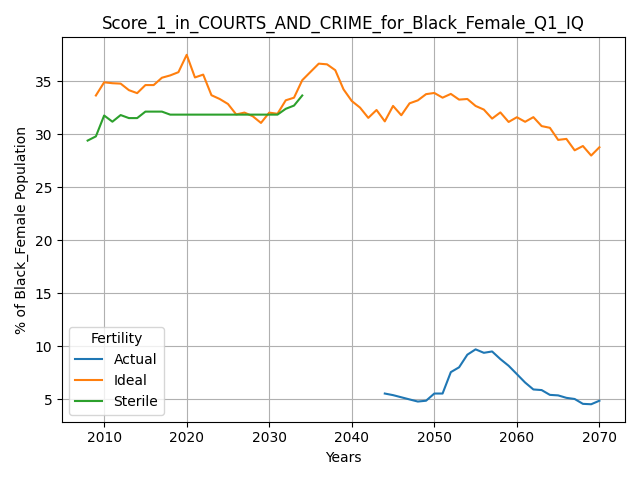 Score_1_in_COURTS_AND_CRIME_for_Black_Female_Q1_IQ
% of Black_Female Population
35
30
25
20
15
10
5
Fertility
Actual
Ideal
Sterile
2010 2020 2030 2040 2050 2060 2070
Years